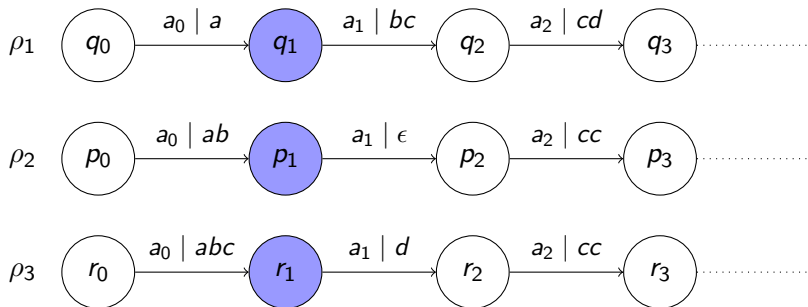 ρ₁ q₀ a₀ | a q₁ a₁ | bc q₂ a₂ | cd q₃
ρ₂ p₀ a₀ | ab p₁ a₁ | ϵ p₂ a₂ | cc p₃
ρ₃ r₀ a₀ | abc r₁ a₁ | d r₂ a₂ | cc r₃